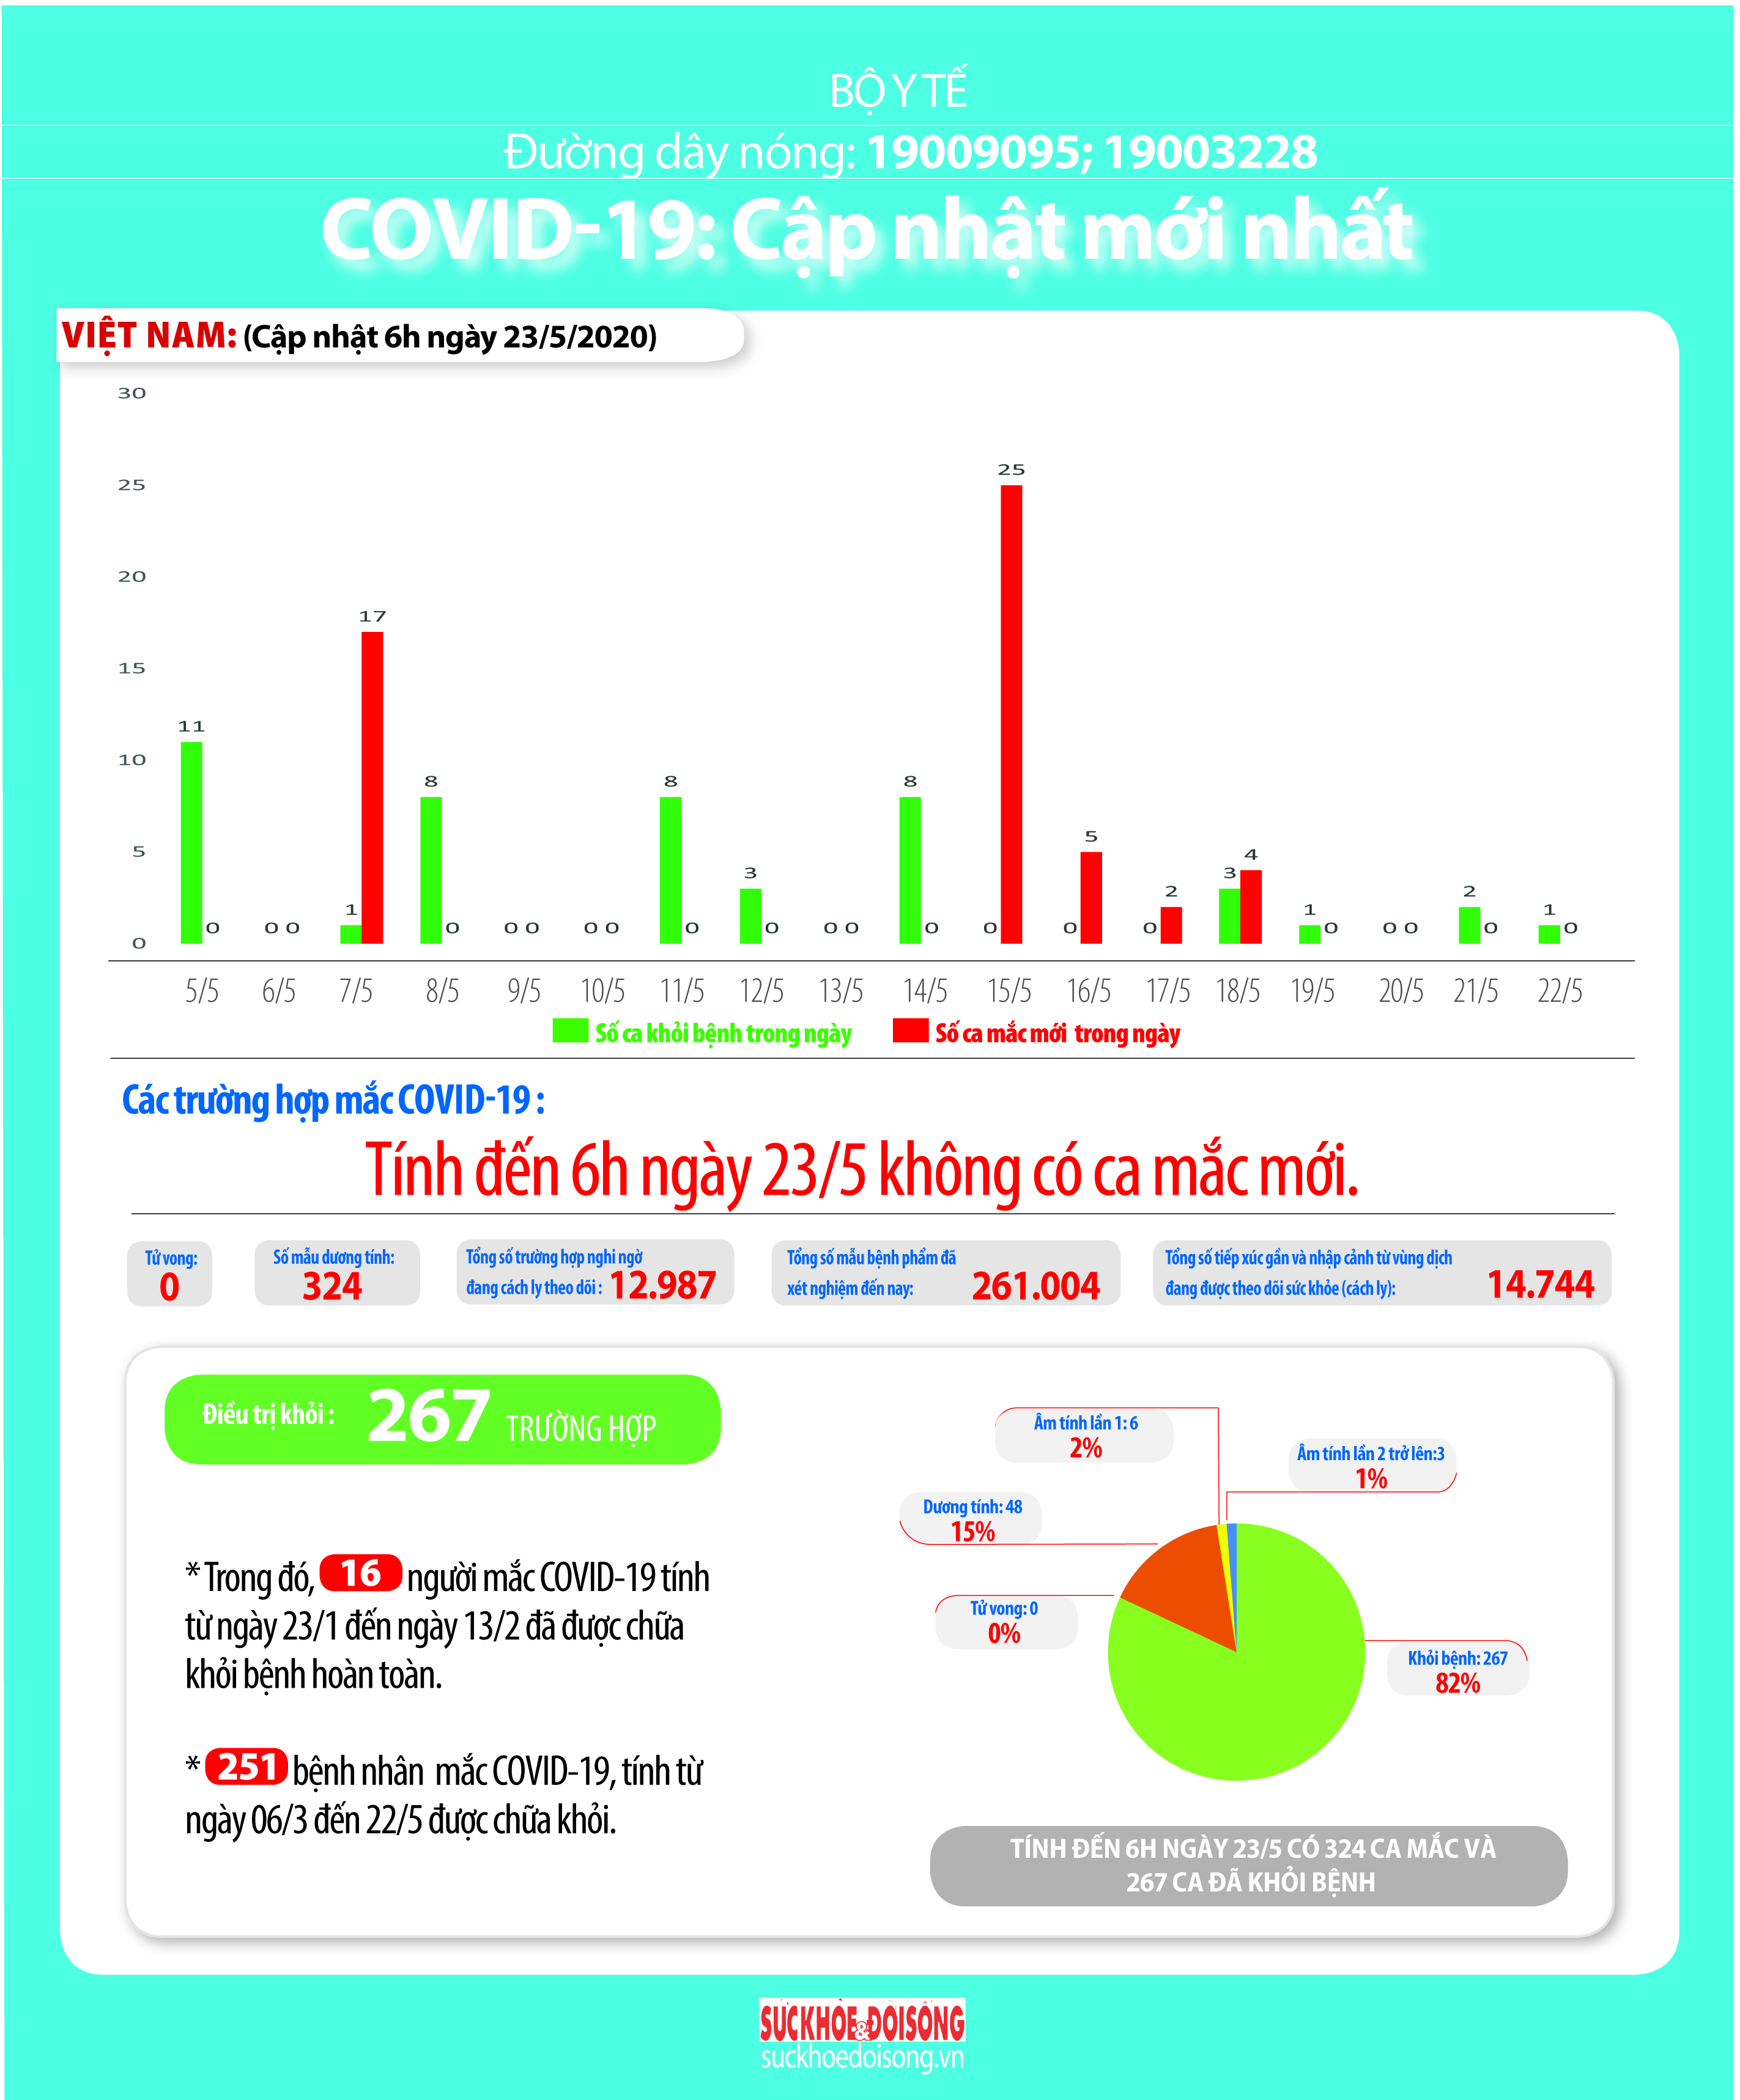 BỘ Y TẾ
Đường dây nóng: 19009095; 19003228
COVID-19: Cập nhật mới nhất
VIỆT NAM: (Cập nhật 6h ngày 23/5/2020)
30
25
20
15
10
5
0
11 0 0 0 1 17 8 0 0 0 0 0 8 0 3 0 0 0 8 0 0 25 0 5 0 2 3 4 1 0 0 0 2 0 1 0
5/5 6/5 7/5 8/5 9/5 10/5 11/5 12/5 13/5 14/5 15/5 16/5 17/5 18/5 19/5 20/5 21/5 22/5
Số ca khỏi bệnh trong ngày Số ca mắc mới trong ngày
Các trường hợp mắc COVID-19 :
Tính đến 6h ngày 23/5 không có ca mắc mới.
Tử vong:
0
Số mẫu dương tính:
324
Tổng số trường hợp nghi ngờ
đang cách ly theo dõi : 12.987
Tổng số mẫu bệnh phẩm đã
xét nghiệm đến nay: 261.004
Tổng số tiếp xúc gần và nhập cảnh từ vùng dịch
đang được theo dõi sức khỏe (cách ly): 14.744
Điều trị khỏi : 267 TRƯỜNG HỢP
* Trong đó, 16 người mắc COVID-19 tính
từ ngày 23/1 đến ngày 13/2 đã được chữa
khỏi bệnh hoàn toàn.
* 251 bệnh nhân mắc COVID-19, tính từ
ngày 06/3 đến 22/5 được chữa khỏi.
Âm tính lần 1: 6
2%
Âm tính lần 2 trở lên:3
1%
Dương tính: 48
15%
Tử vong: 0
0%
Khỏi bệnh: 267
82%
TÍNH ĐẾN 6H NGÀY 23/5 CÓ 324 CA MẮC VÀ
267 CA ĐÃ KHỎI BỆNH
SỨC KHỎE & ĐỜI SỐNG
suckhoedoisong.vn